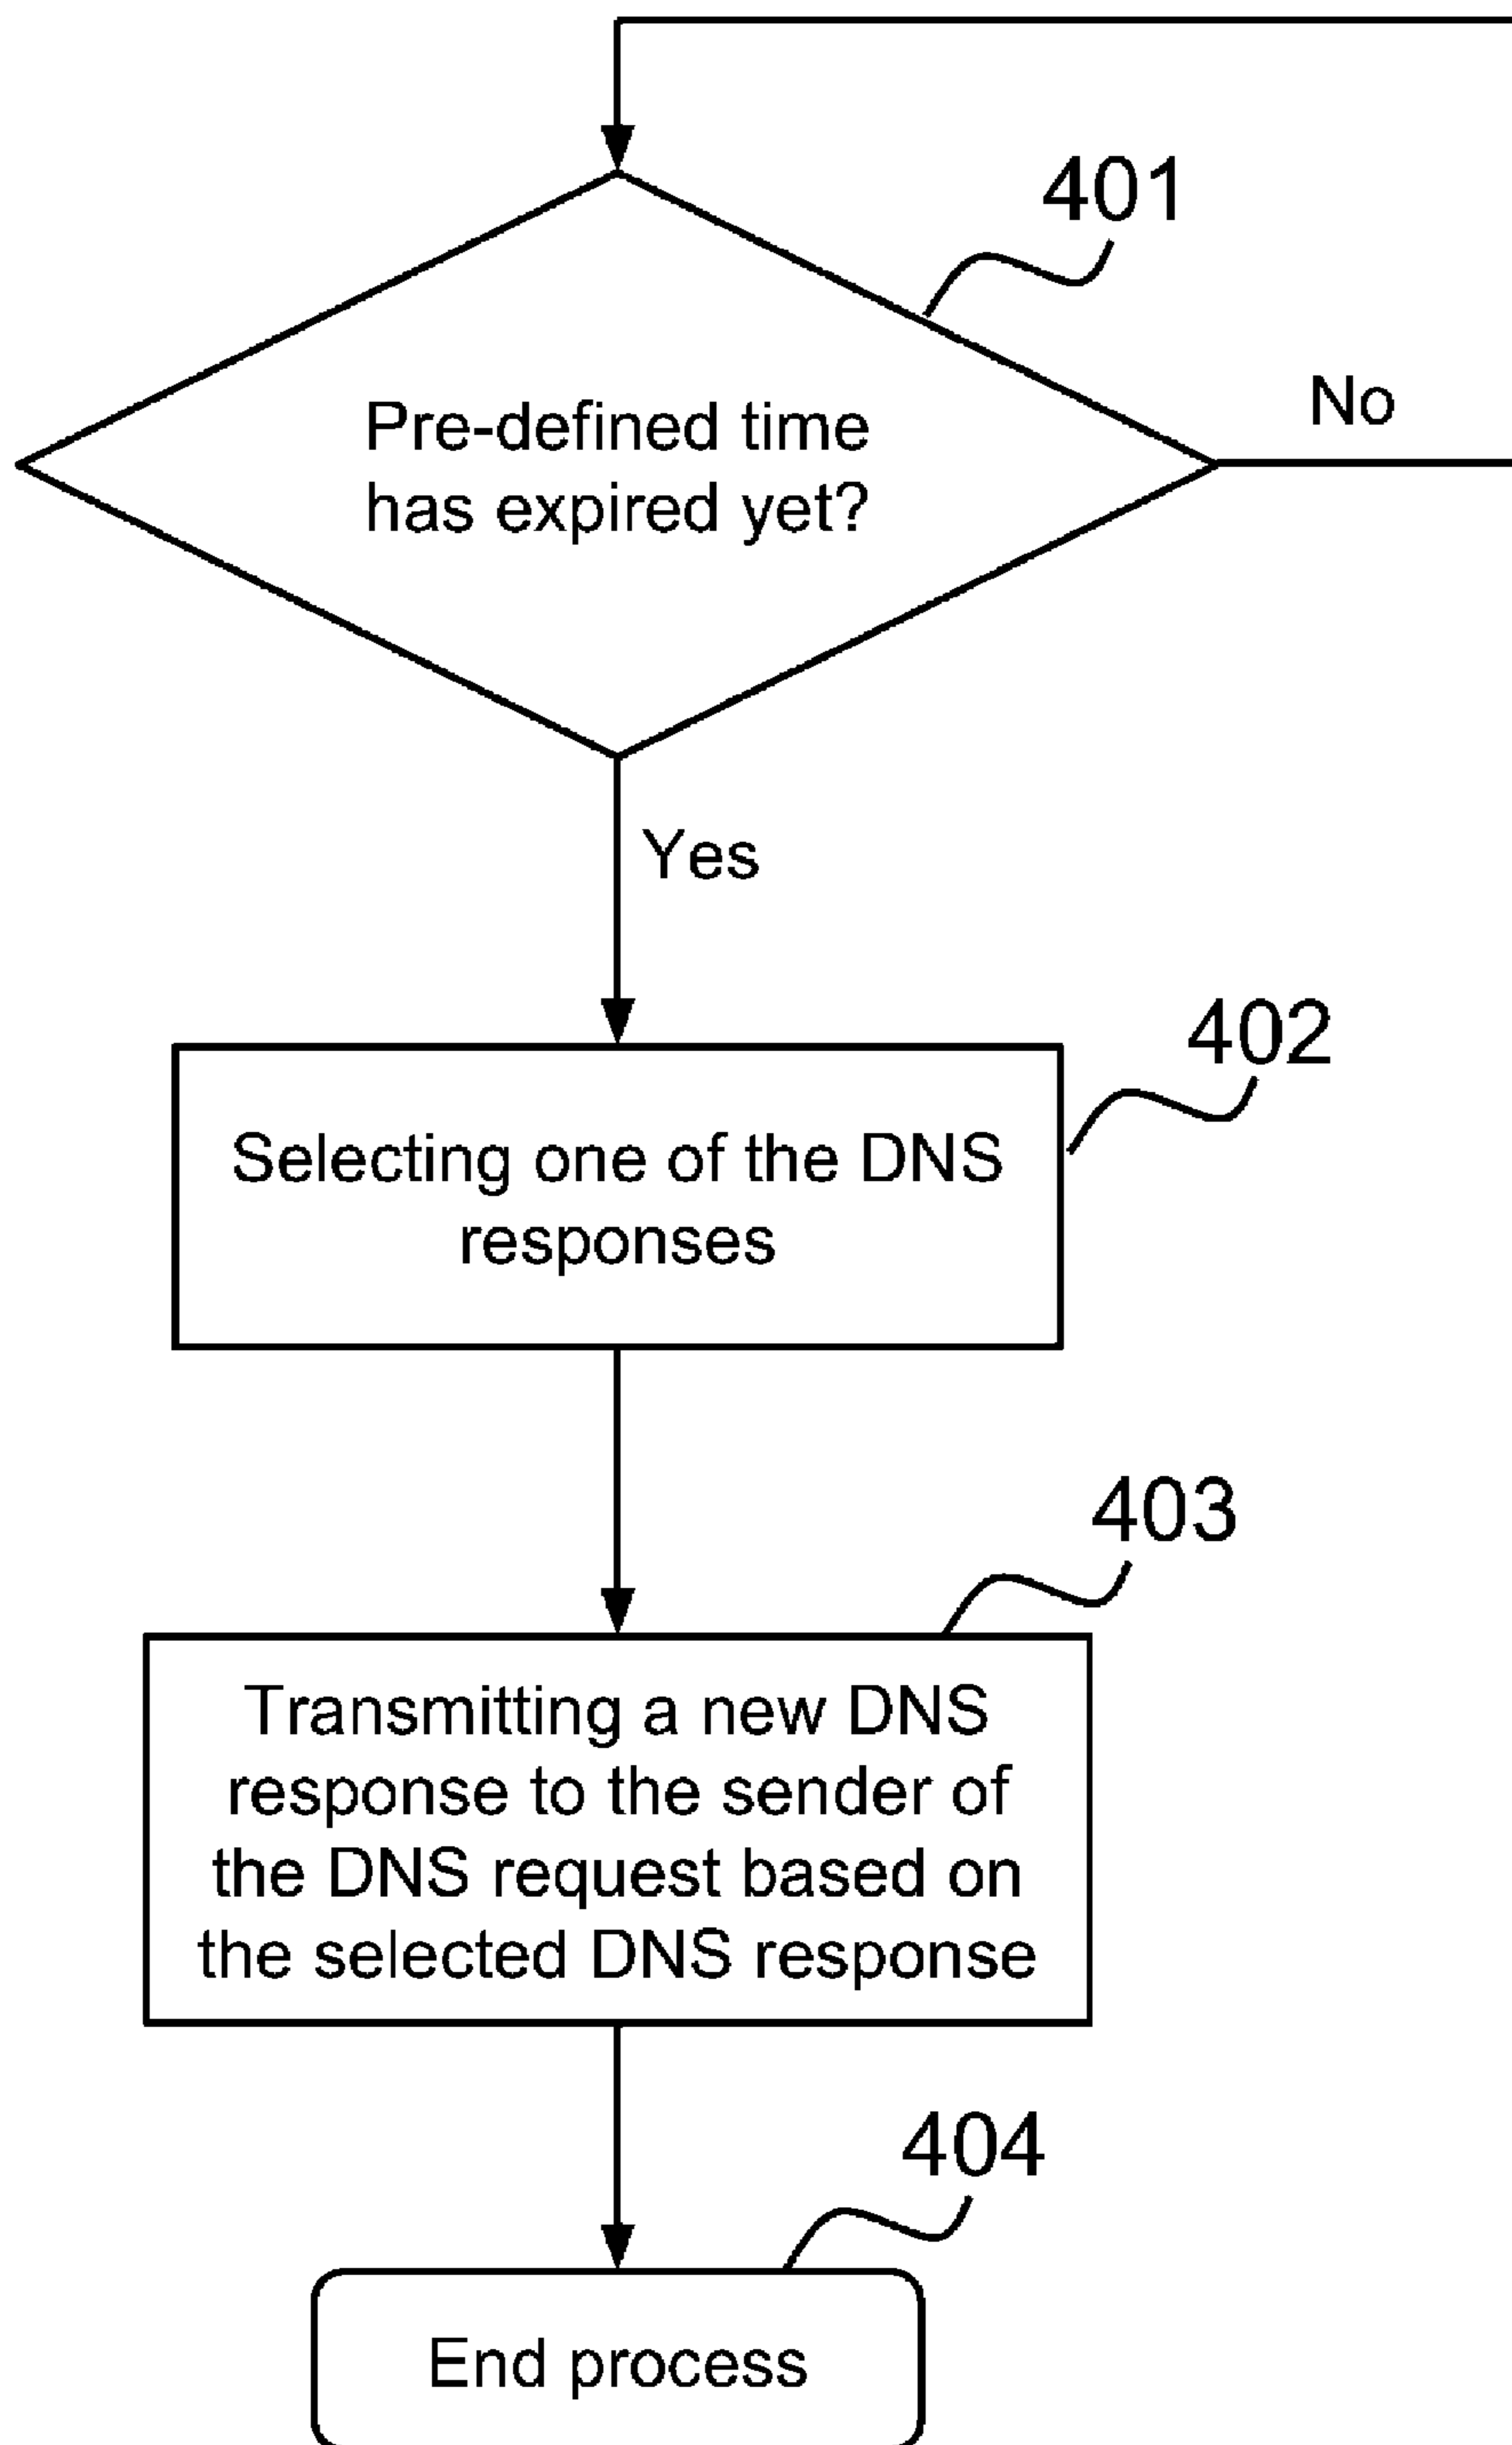 401
No
Pre-defined time
has expired yet?
Yes
402
Selecting one of the DNS
responses
403
Transmitting a new DNS
response to the sender of
the DNS request based on
the selected DNS response
404
End process